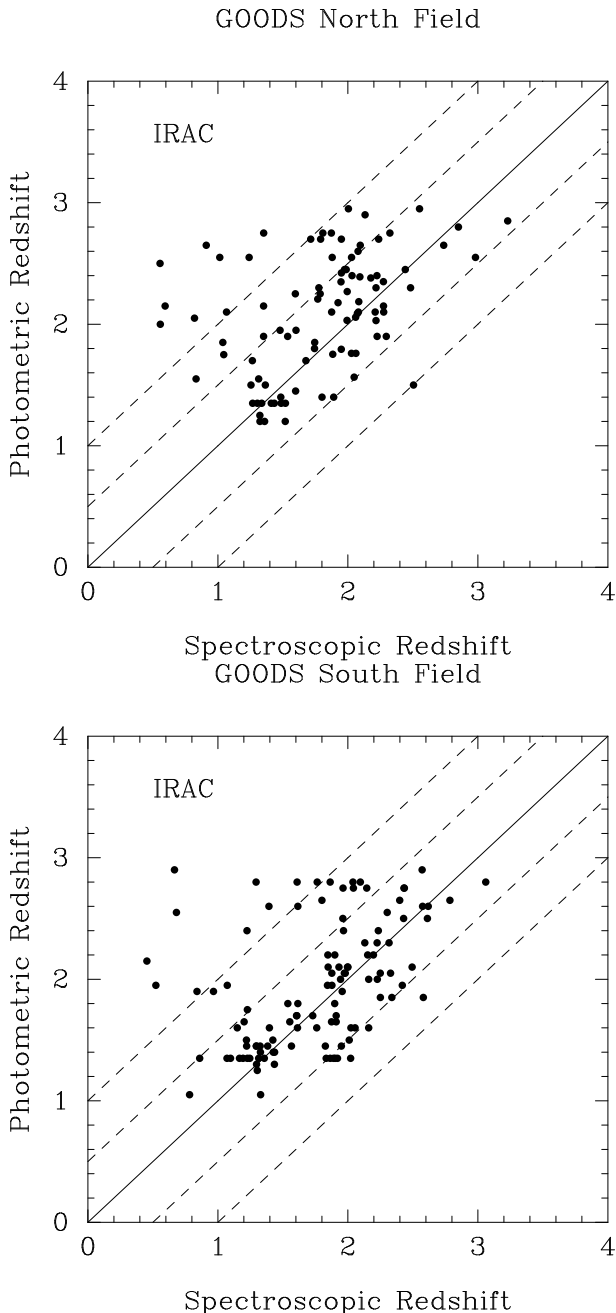 GOODS North Field
4
IRAC
3
Photometric Redshift
2
1
0
0 1 2 3 4
Spectroscopic Redshift
GOODS South Field
4
IRAC
3
Photometric Redshift
2
1
0
0 1 2 3 4
Spectroscopic Redshift